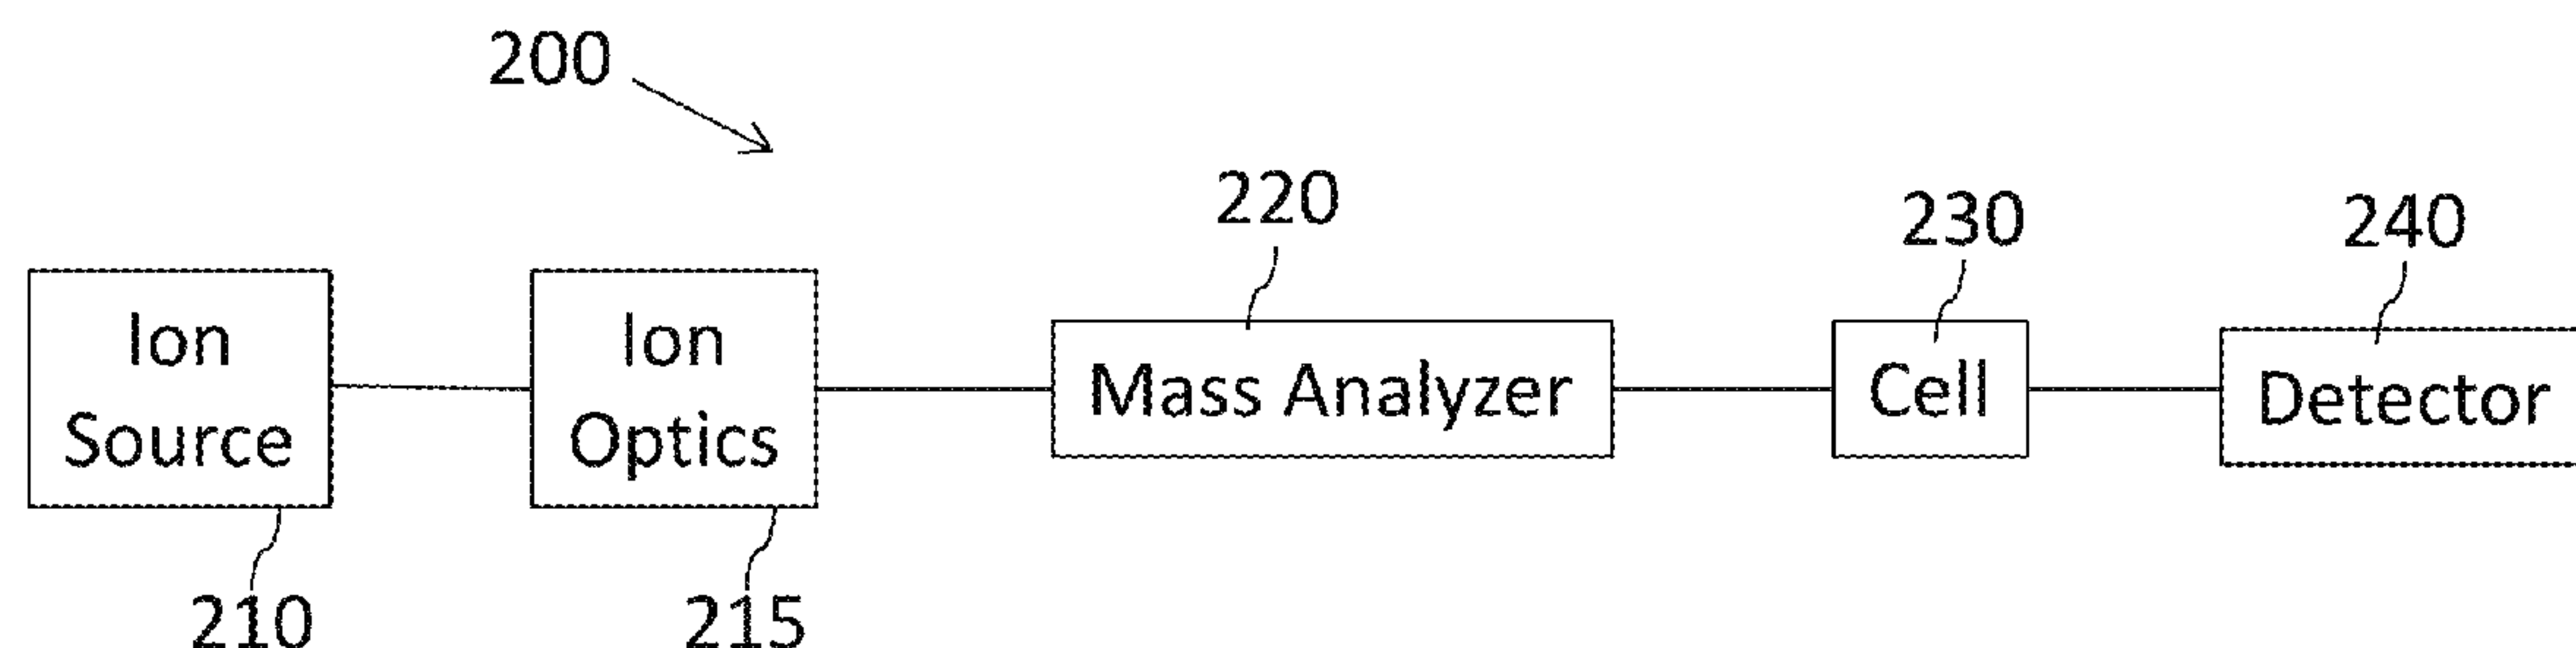 200
220
230
240
Ion
Source
Ion
Optics
Mass Analyzer
Cell
Detector
210
215